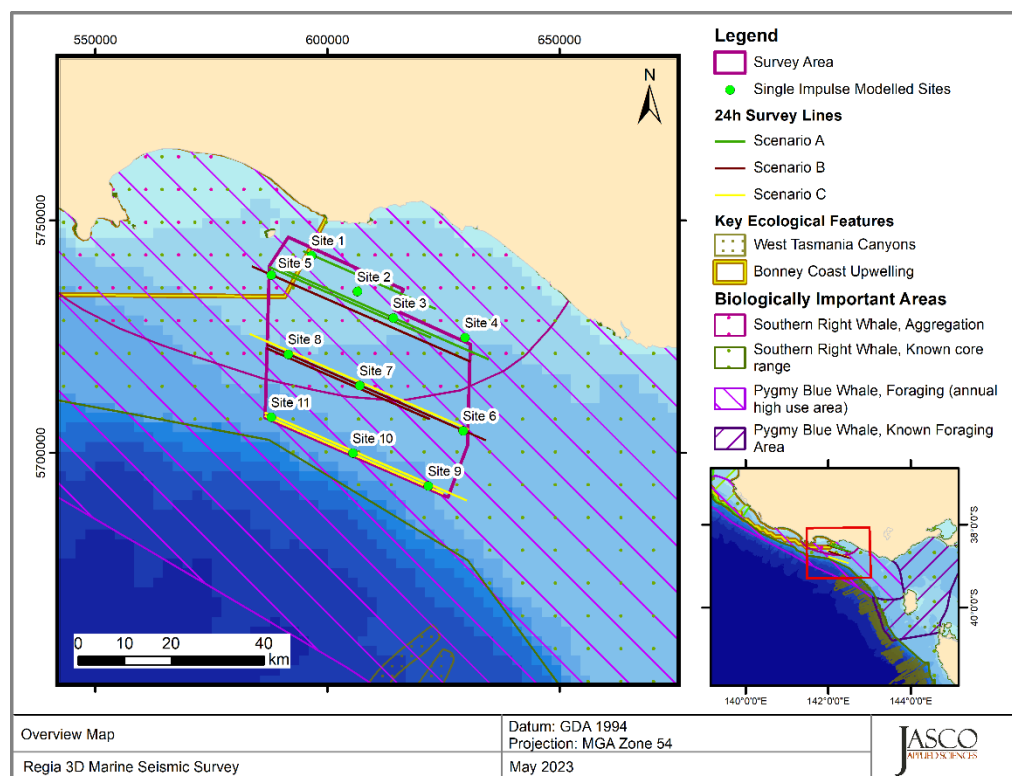 550000
600000
650000
N
5750000
5700000
Site 1
Site 5
Site 2
Site 3
Site 4
Site 8
Site 7
Site 11
Site 6
Site 10
Site 9
0 10 20 40
km
Legend
Survey Area
Single Impulse Modelled Sites
24h Survey Lines
Scenario A
Scenario B
Scenario C
Key Ecological Features
West Tasmania Canyons
Bonney Coast Upwelling
Biologically Important Areas
Southern Right Whale, Aggregation
Southern Right Whale, Known core
range
Pygmy Blue Whale, Foraging (annual
high use area)
Pygmy Blue Whale, Known Foraging
Area
38°0'0"S
40°0'0"S
140°0'0"E
142°0'0"E
144°0'0"E
Overview Map
Datum: GDA 1994
Projection: MGA Zone 54
Regia 3D Marine Seismic Survey
May 2023
JASCO
APPLIED SCIENCES